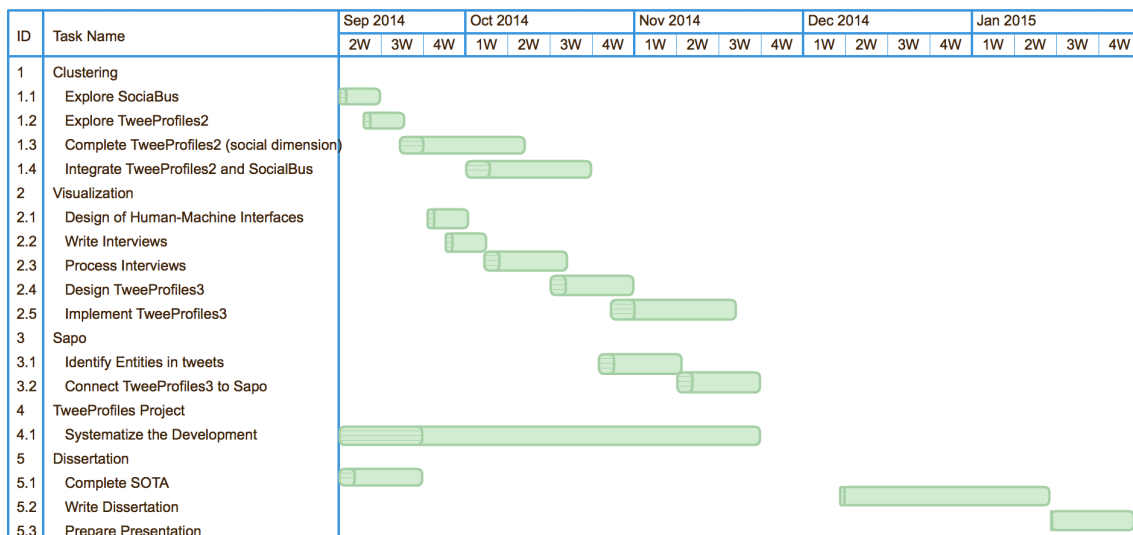 ID Task Name Sep 2014 Oct 2014 Nov 2014 Dec 2014 Jan 2015
2W 3W 4W 1W 2W 3W 4W 1W 2W 3W 4W 1W 2W 3W 4W 1W 2W 3W 4W
1 Clustering
1.1 Explore SociaBus
1.2 Explore TweeProfiles2
1.3 Complete TweeProfiles2 (social dimension)
1.4 Integrate TweeProfiles2 and SocialBus
2 Visualization
2.1 Design of Human-Machine Interfaces
2.2 Write Interviews
2.3 Process Interviews
2.4 Design TweeProfiles3
2.5 Implement TweeProfiles3
3 Sapo
3.1 Identify Entities in tweets
3.2 Connect TweeProfiles3 to Sapo
4 TweeProfiles Project
4.1 Systematize the Development
5 Dissertation
5.1 Complete SOTA
5.2 Write Dissertation
5.3 Prepare Presentation